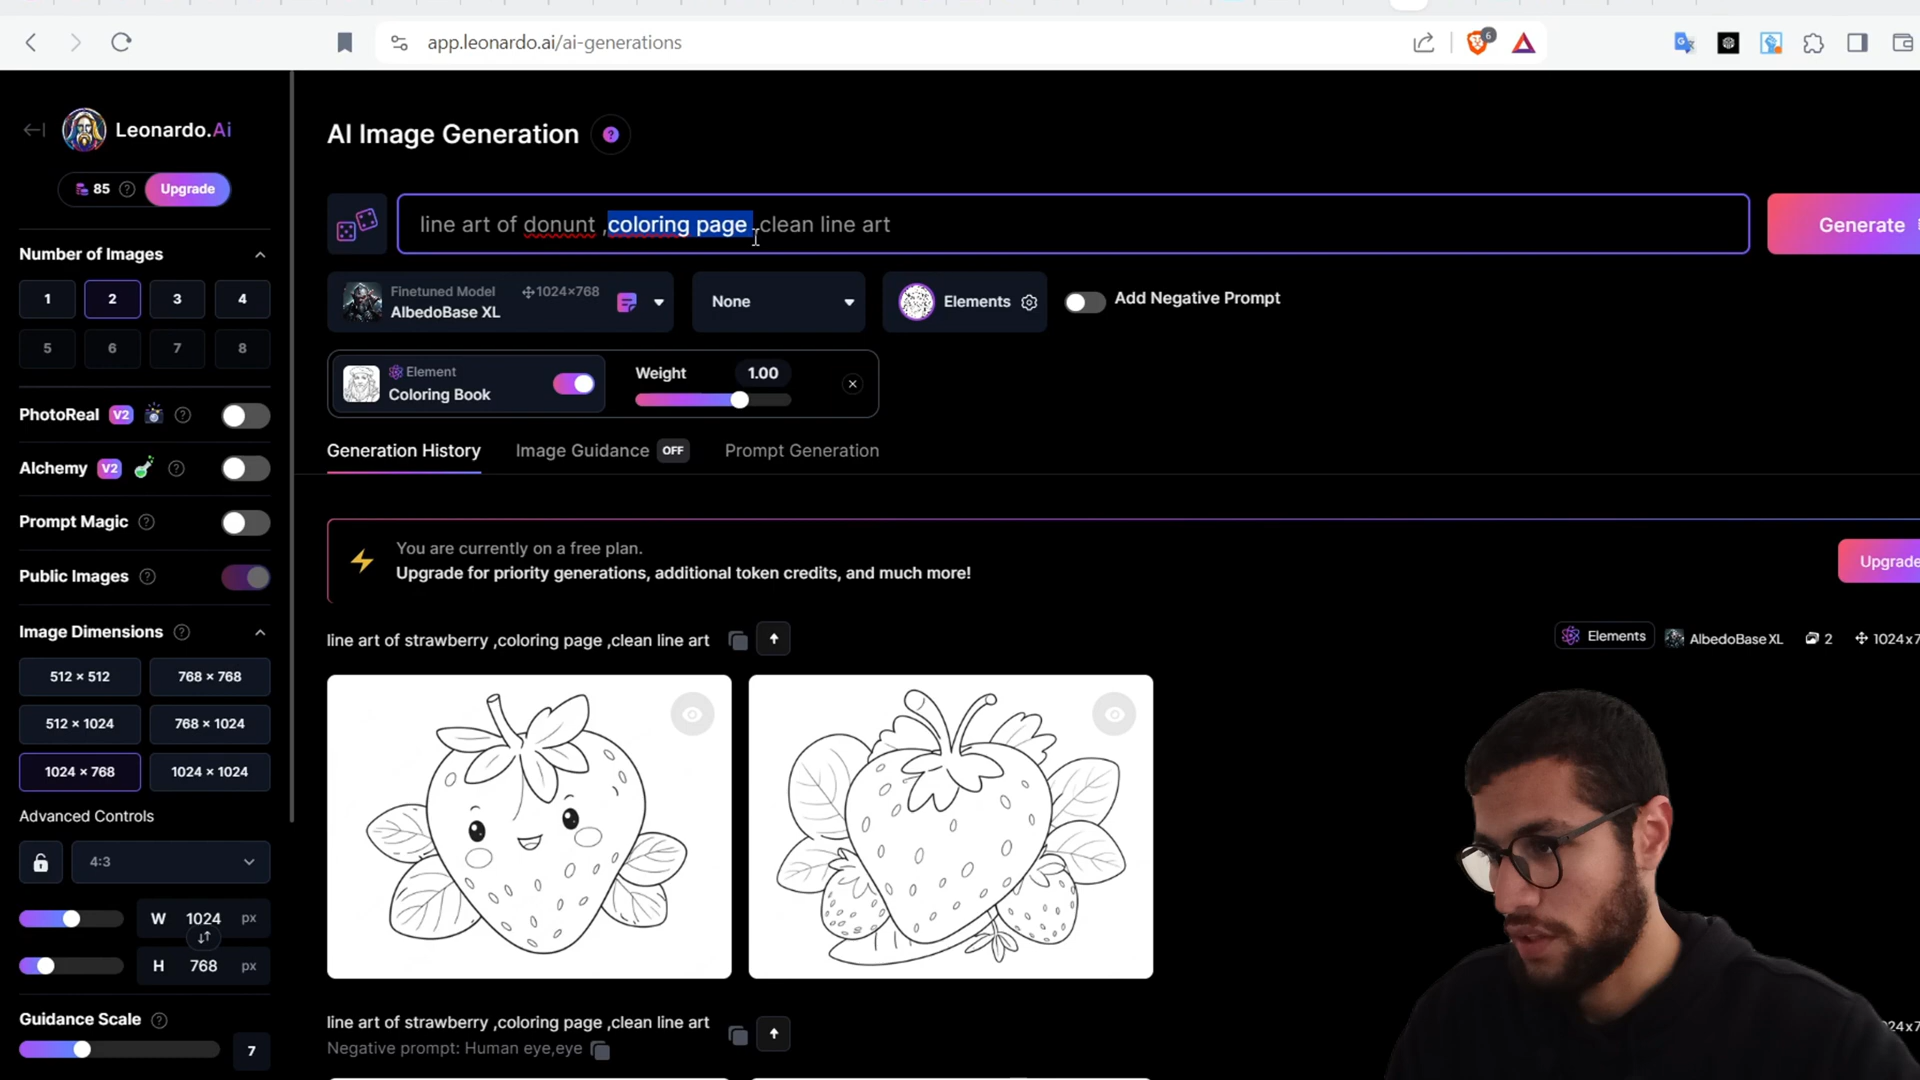 app.leonardo.ai/ai-generations
6
Leonardo.Ai
85
Upgrade
Number of Images
1
2
3
4
5
6
7
8
PhotoReal V2
Alchemy V2
Prompt Magic
Public Images
Image Dimensions
512 × 512
768 × 768
512 × 1024
768 × 1024
1024 × 768
1024 × 1024
Advanced Controls
4:3
W 1024 px
H 768 px
Guidance Scale
7
AI Image Generation
line art of donunt ,coloring page ,clean line art
Generate
Finetuned Model
1024×768
AlbedoBase XL
None
Elements
Add Negative Prompt
Element
Coloring Book
Weight 1.00
Generation History
Image Guidance OFF
Prompt Generation
You are currently on a free plan.
Upgrade for priority generations, additional token credits, and much more!
Upgrade
line art of strawberry ,coloring page ,clean line art
Elements
AlbedoBase XL
2
1024×7
line art of strawberry ,coloring page ,clean line art
Negative prompt: Human eye,eye
24×7